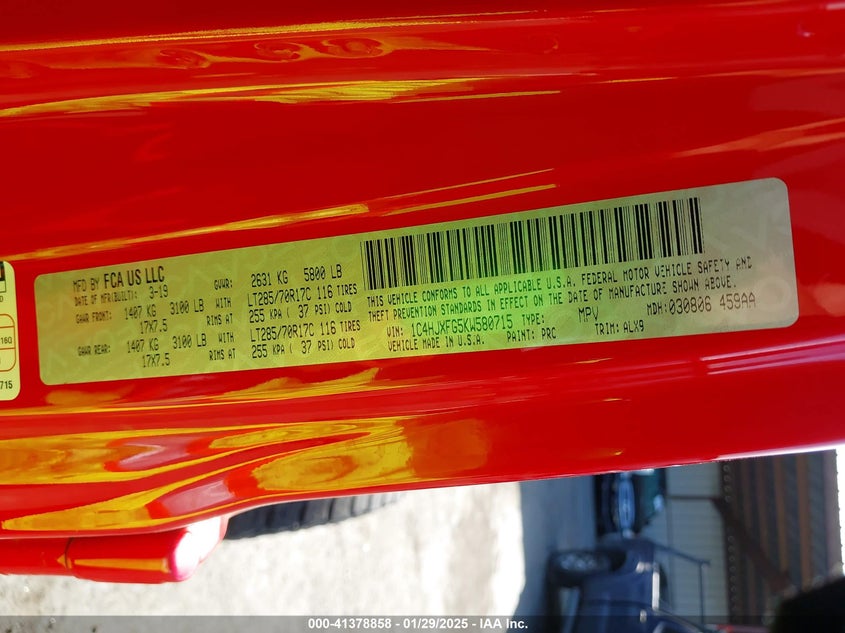 MFD BY FCA US LLC
DATE OF MFR(BUILT): 3-19 GVWR: 2631 KG 5800 LB
GAWR FRONT: 1407 KG 3100 LB WITH LT285/70R17C 116 TIRES
17X7.5 RIMS AT 255 KPA ( 37 PSI) COLD
GAWR REAR: 1407 KG 3100 LB WITH LT285/70R17C 116 TIRES
17X7.5 RIMS AT 255 KPA ( 37 PSI) COLD
THIS VEHICLE CONFORMS TO ALL APPLICABLE U.S.A. FEDERAL MOTOR VEHICLE SAFETY AND
THEFT PREVENTION STANDARDS IN EFFECT ON THE DATE OF MANUFACTURE SHOWN ABOVE.
VIN: 1C4HJXFG5KW580715 TYPE: MPV MDH:030806 459AA
MADE IN U.S.A. PAINT: PRC TRIM: ALX9
715
000-41378858 - 01/29/2025 - IAA Inc.